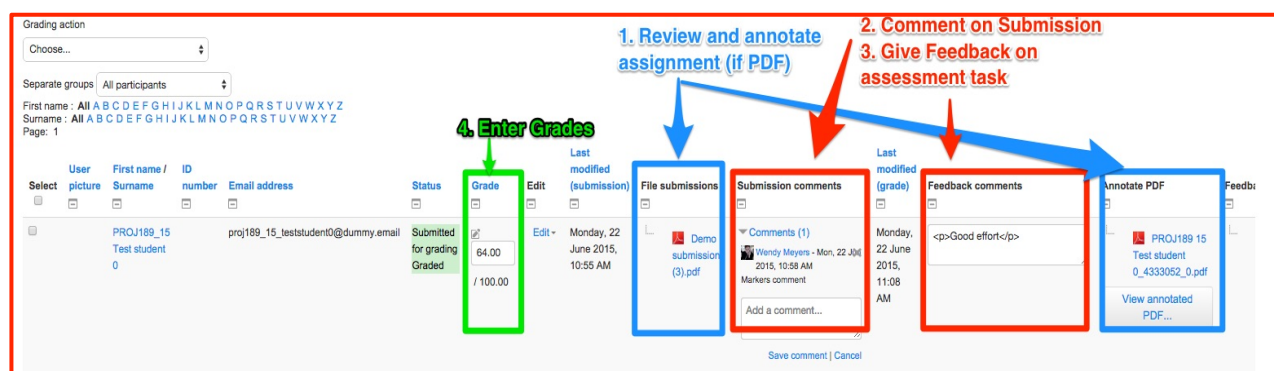 Grading action
Choose...
Separate groups All participants
First name : All A B C D E F G H I J K L M N O P Q R S T U V W X Y Z
Surname : All A B C D E F G H I J K L M N O P Q R S T U V W X Y Z
Page: 1
1. Review and annotate
assignment (if PDF)
2. Comment on Submission
3. Give Feedback on
assessment task
4. Enter Grades
Select
User
picture
First name /
Surname
ID
number
Email address
Status
Grade
Edit
Last
modified
(submission)
File submissions
Submission comments
Last
modified
(grade)
Feedback comments
Annotate PDF
Feedba
PROJ189_15
Test student
0
proj189_15_teststudent0@dummy.email
Submitted
for grading
Graded
64.00
/ 100.00
Edit
Monday, 22
June 2015,
10:55 AM
Demo
submission
(3).pdf
Comments (1)
Wendy Meyers - Mon, 22 Jun
2015, 10:58 AM
Markers comment
Add a comment...
Save comment | Cancel
Monday,
22 June
2015,
11:08
AM
<p>Good effort</p>
PROJ189 15
Test student
0_4333052_0.pdf
View annotated
PDF...